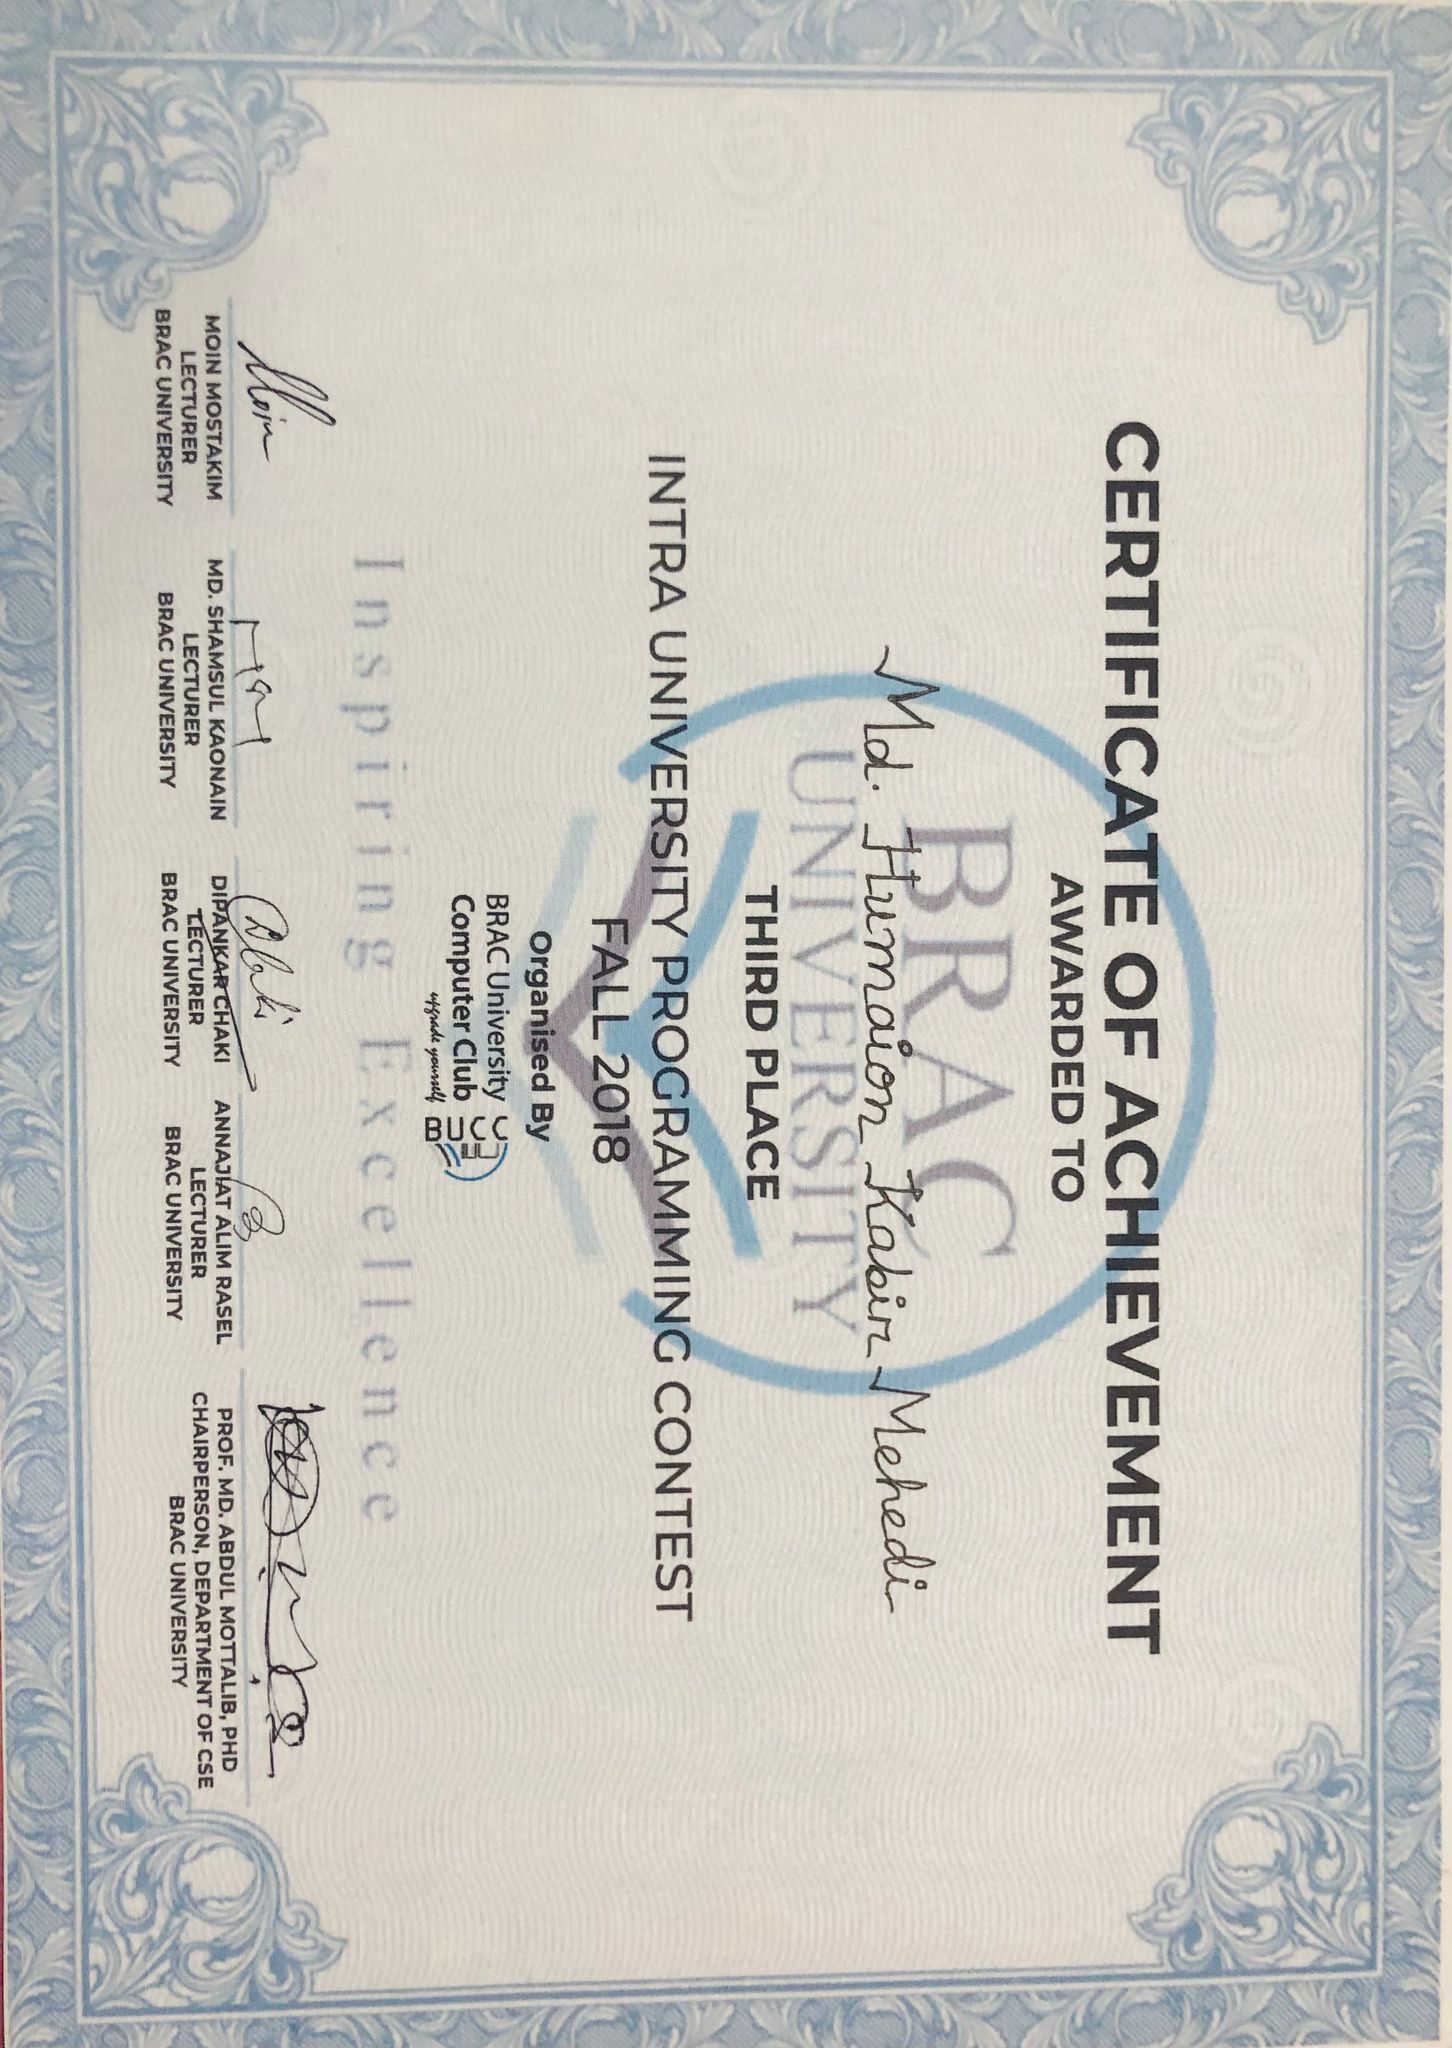 CERTIFICATE OF ACHIEVEMENT
AWARDED TO
BRAC
Md. Humaion Kabir Mehedi
UNIVERSITY
THIRD PLACE
INTRA UNIVERSITY PROGRAMMING CONTEST
FALL 2018
Organised By
BRAC University
Computer Club
upgrade yourself
BUCC
Inspiring Excellence
Moin
MOIN MOSTAKIM
LECTURER
BRAC UNIVERSITY
MD. SHAMSUL KAONAIN
LECTURER
BRAC UNIVERSITY
DIPANKAR CHAKI
LECTURER
BRAC UNIVERSITY
ANNAJIAT ALIM RASEL
LECTURER
BRAC UNIVERSITY
PROF. MD. ABDUL MOTTALIB, PHD
CHAIRPERSON, DEPARTMENT OF CSE
BRAC UNIVERSITY